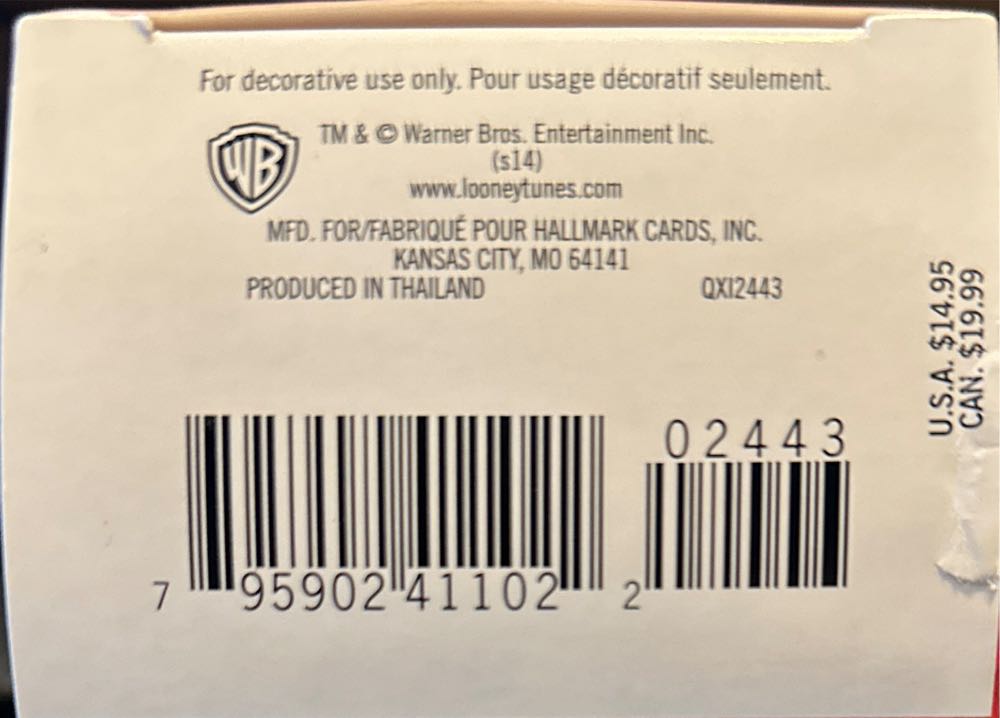 For decorative use only. Pour usage décoratif seulement.
WB
TM & © Warner Bros. Entertainment Inc.
(s14)
www.looneytunes.com
MFD. FOR/FABRIQUÉ POUR HALLMARK CARDS, INC.
KANSAS CITY, MO 64141
PRODUCED IN THAILAND QXI2443
U.S.A. $14.95
CAN. $19.99
02443
7 95902 41102 2